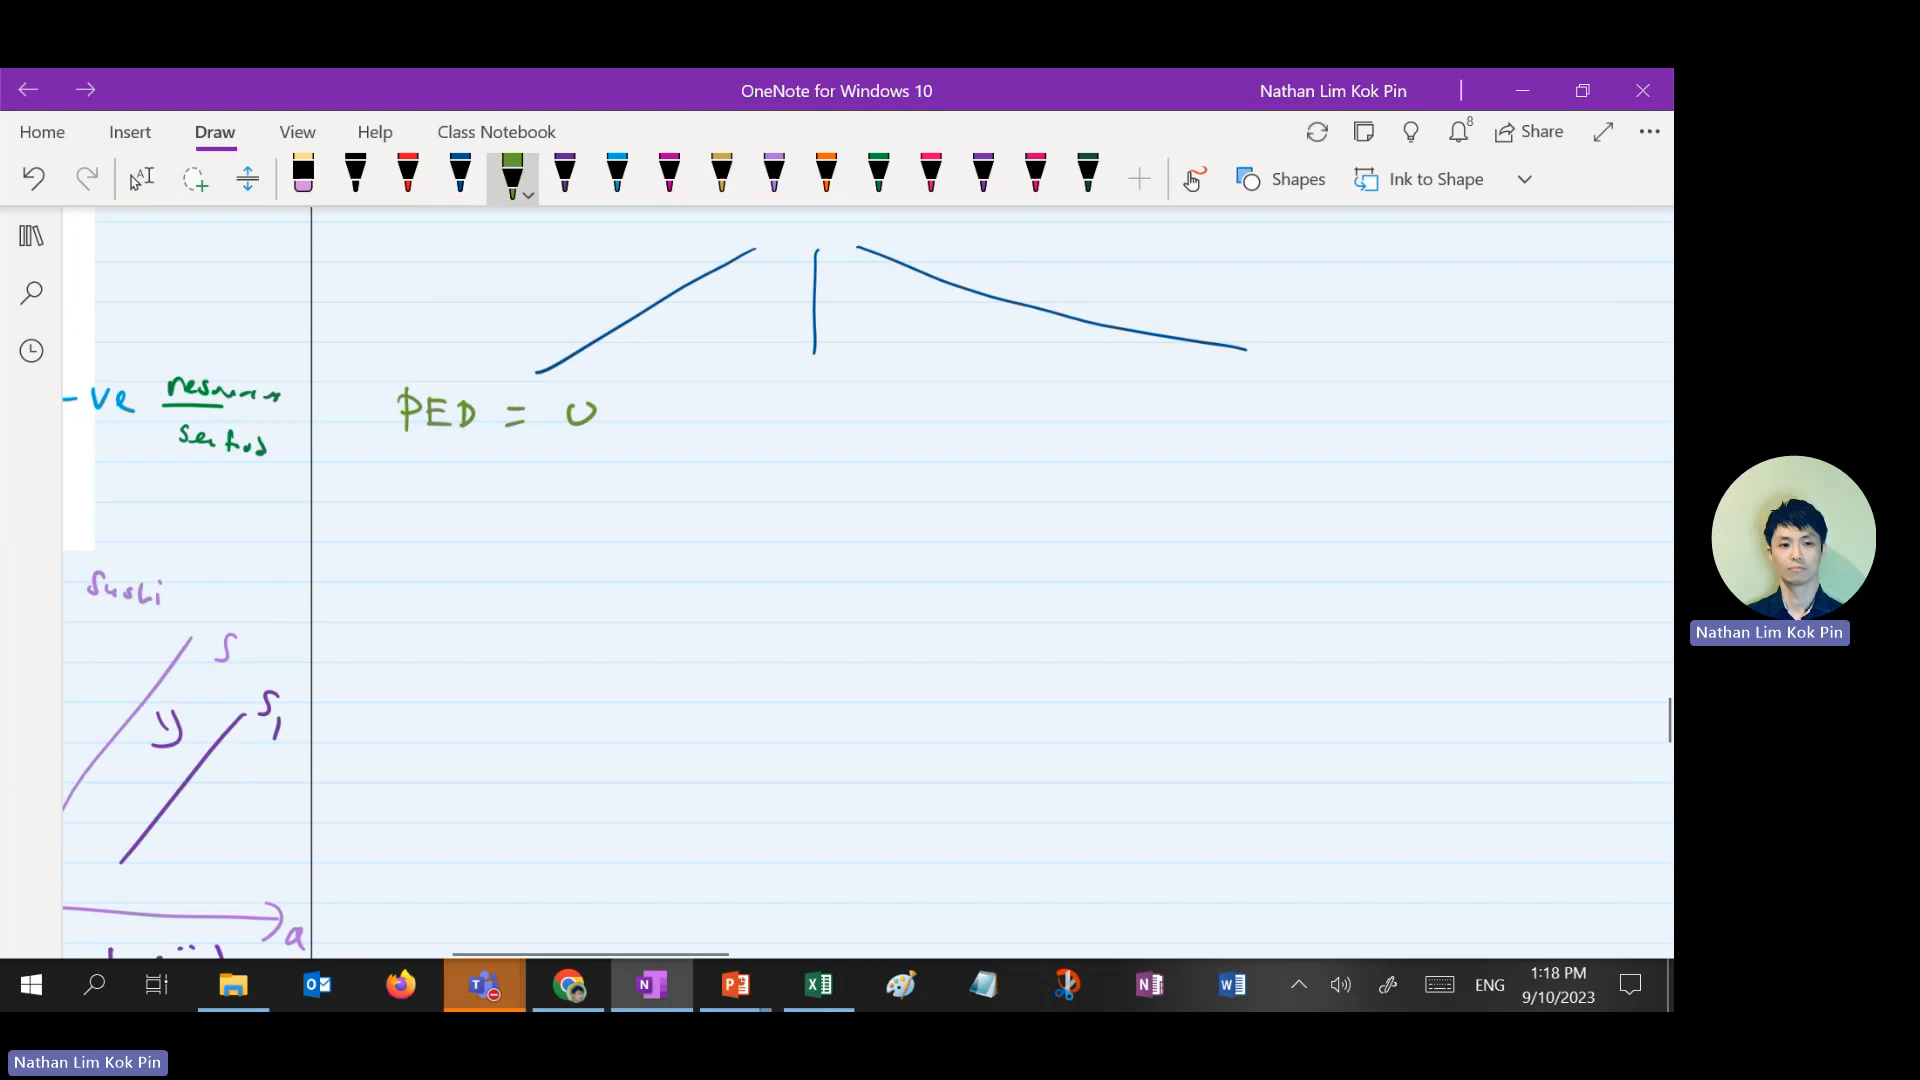 OneNote for Windows 10
Nathan Lim Kok Pin
Home Insert Draw View Help Class Notebook
8
Share
Shapes Ink to Shape
-ve
PED = 0
Sushi
S
S1
y
Q
1:18 PM
ENG
9/10/2023
Nathan Lim Kok Pin
Nathan Lim Kok Pin